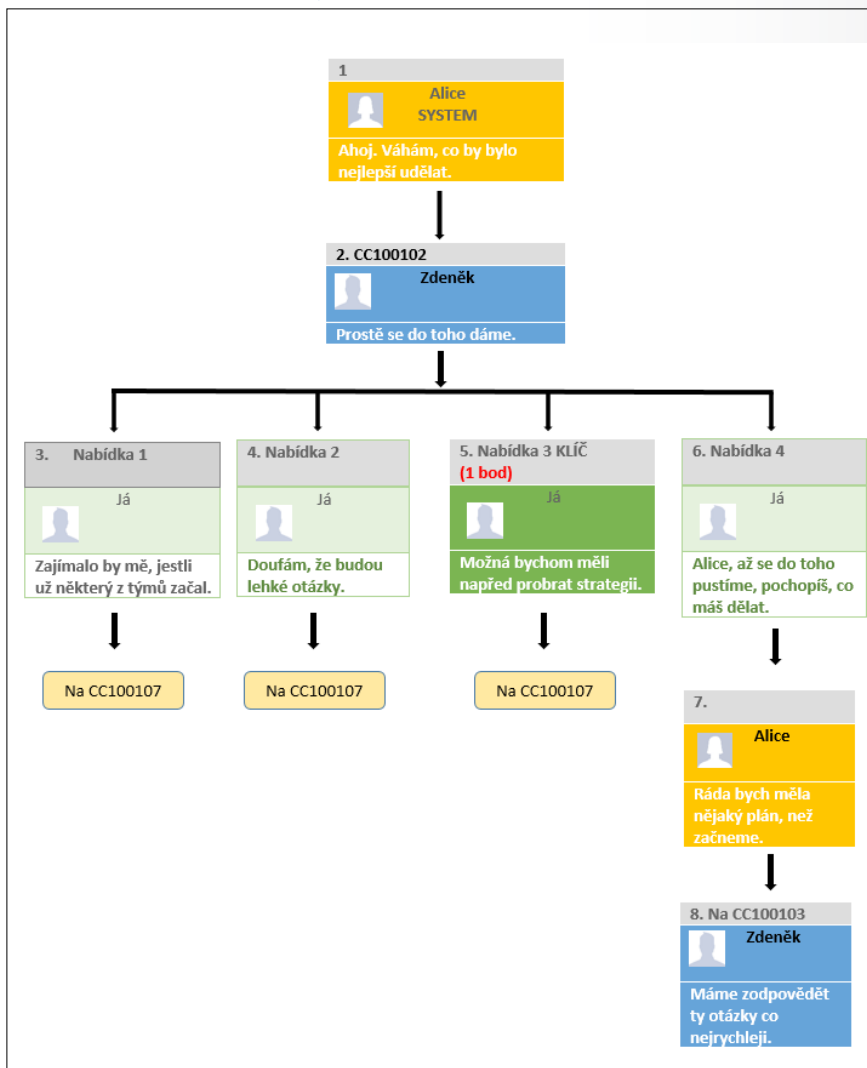 1
Alice
SYSTEM
Ahoj. Váhám, co by bylo
nejlepší udělat.
2. CC100102
Zdeněk
Prostě se do toho dáme.
3. Nabídka 1
Já
Zajímalo by mě, jestli
už některý z týmů začal.
Na CC100107
4. Nabídka 2
Já
Doufám, že budou
lehké otázky.
Na CC100107
5. Nabídka 3 KLÍČ
(1 bod)
Já
Možná bychom měli
napřed probrat strategii.
Na CC100107
6. Nabídka 4
Já
Alice, až se do toho
pustíme, pochopíš, co
máš dělat.
7.
Alice
Ráda bych měla
nějaký plán, než
začneme.
8. Na CC100103
Zdeněk
Máme zodpovědět
ty otázky co
nejrychleji.